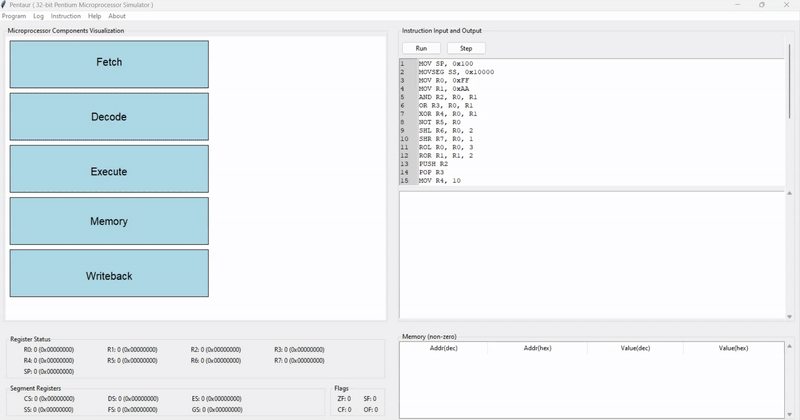 Pentaur ( 32-bit Pentium Microprocessor Simulator )
Program Log Instruction Help About
Microprocessor Components Visualization
Fetch
Decode
Execute
Memory
Writeback
Instruction Input and Output
Run Step
1 MOV SP, 0x100
2 MOVSEG SS, 0x10000
3 MOV R0, 0xFF
4 MOV R1, 0xAA
5 AND R2, R0, R1
6 OR R3, R0, R1
7 XOR R4, R0, R1
8 NOT R5, R0
9 SHL R6, R0, 2
10 SHR R7, R0, 1
11 ROL R0, R0, 3
12 ROR R1, R1, 2
13 PUSH R2
14 POP R3
15 MOV R4, 10
Register Status
R0: 0 (0x00000000) R1: 0 (0x00000000) R2: 0 (0x00000000) R3: 0 (0x00000000)
R4: 0 (0x00000000) R5: 0 (0x00000000) R6: 0 (0x00000000) R7: 0 (0x00000000)
SP: 0 (0x00000000)
Segment Registers
CS: 0 (0x00000000) DS: 0 (0x00000000) ES: 0 (0x00000000)
SS: 0 (0x00000000) FS: 0 (0x00000000) GS: 0 (0x00000000)
Flags
ZF: 0 SF: 0
CF: 0 OF: 0
Memory (non-zero)
Addr(dec) Addr(hex) Value(dec) Value(hex)